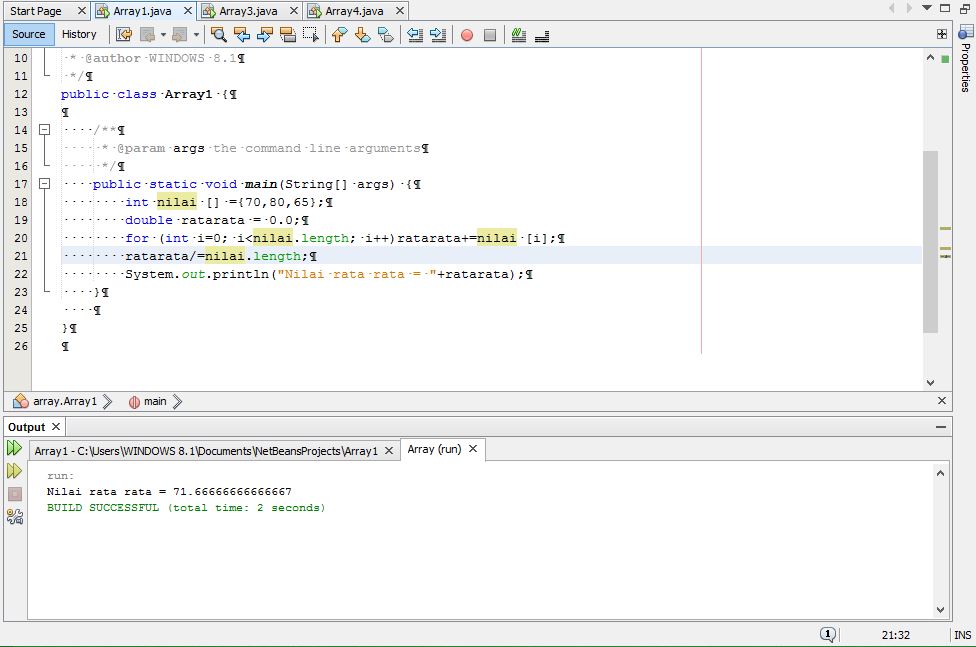 Start Page Array1.java Array3.java Array4.java
Source History
Properties
10 * @author WINDOWS 8.1¶
11 */¶
12 public class Array1 {¶
13 ¶
14 /**¶
15 * @param args the command line arguments¶
16 */¶
17 public static void main(String[] args) {¶
18 int nilai [] ={70,80,65};¶
19 double ratarata = 0.0;¶
20 for (int i=0; i<nilai.length; i++)ratarata+=nilai [i];¶
21 ratarata/=nilai.length;¶
22 System.out.println("Nilai rata rata = "+ratarata);¶
23 }¶
24 ¶
25 }¶
26 ¶
array.Array1 main
Output
Array1 - C:\Users\WINDOWS 8.1\Documents\NetBeansProjects\Array1 Array (run)
run:
Nilai rata rata = 71.66666666666667
BUILD SUCCESSFUL (total time: 2 seconds)
1 21:32 INS